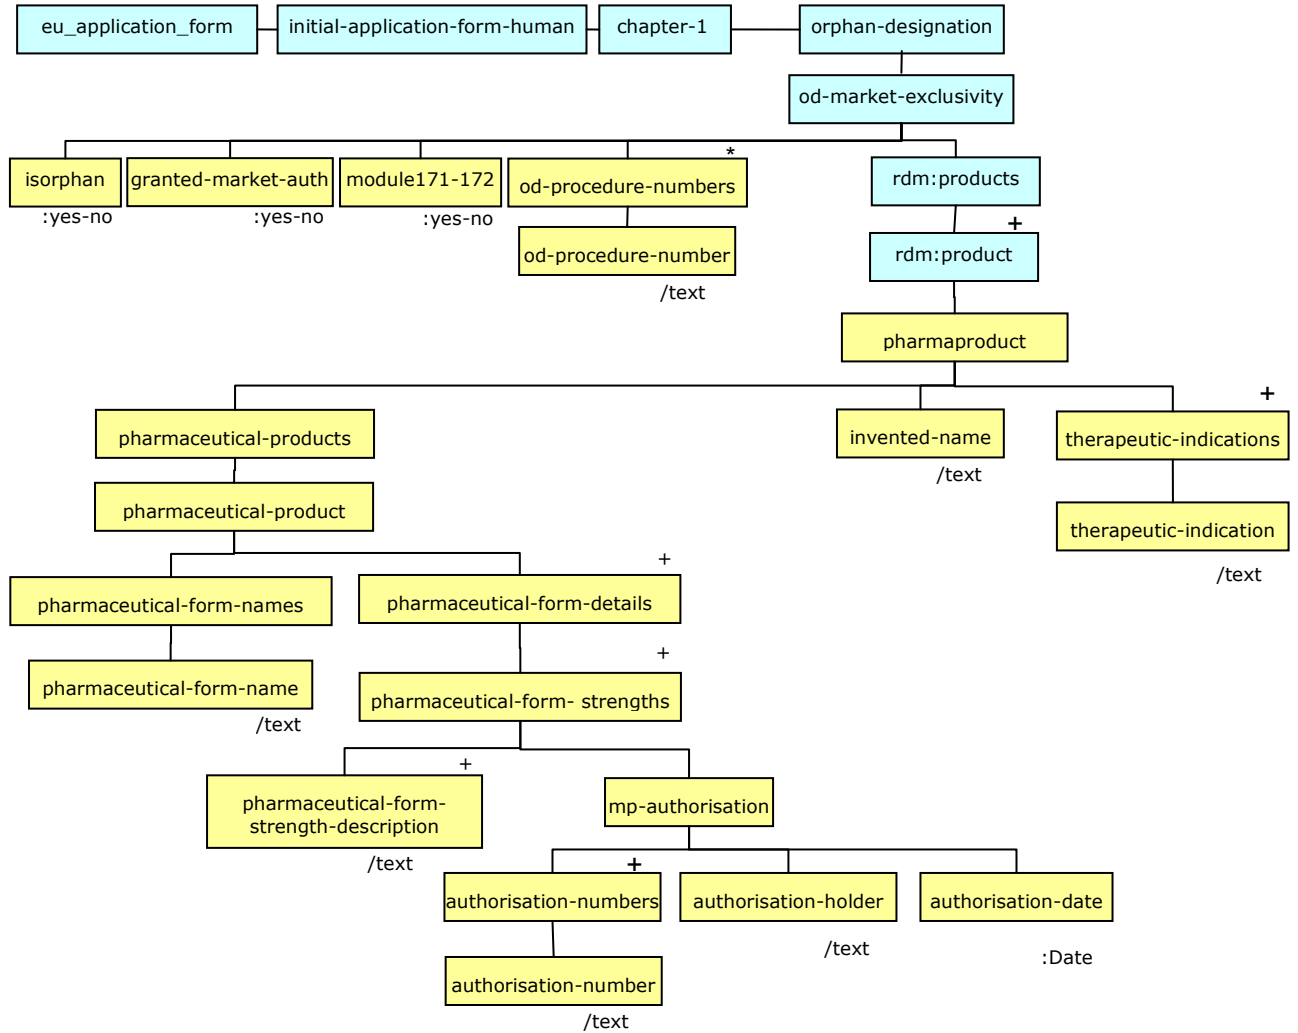 eu_application_form
initial-application-form-human
chapter-1
orphan-designation
od-market-exclusivity
*
isorphan
granted-market-auth
module171-172
od-procedure-numbers
rdm:products
:yes-no
:yes-no
:yes-no
+
od-procedure-number
rdm:product
/text
pharmaproduct
+
pharmaceutical-products
invented-name
therapeutic-indications
/text
pharmaceutical-product
therapeutic-indication
+
/text
pharmaceutical-form-names
pharmaceutical-form-details
+
pharmaceutical-form-name
pharmaceutical-form- strengths
/text
+
pharmaceutical-form-
strength-description
mp-authorisation
/text
+
authorisation-numbers
authorisation-holder
authorisation-date
/text
:Date
authorisation-number
/text